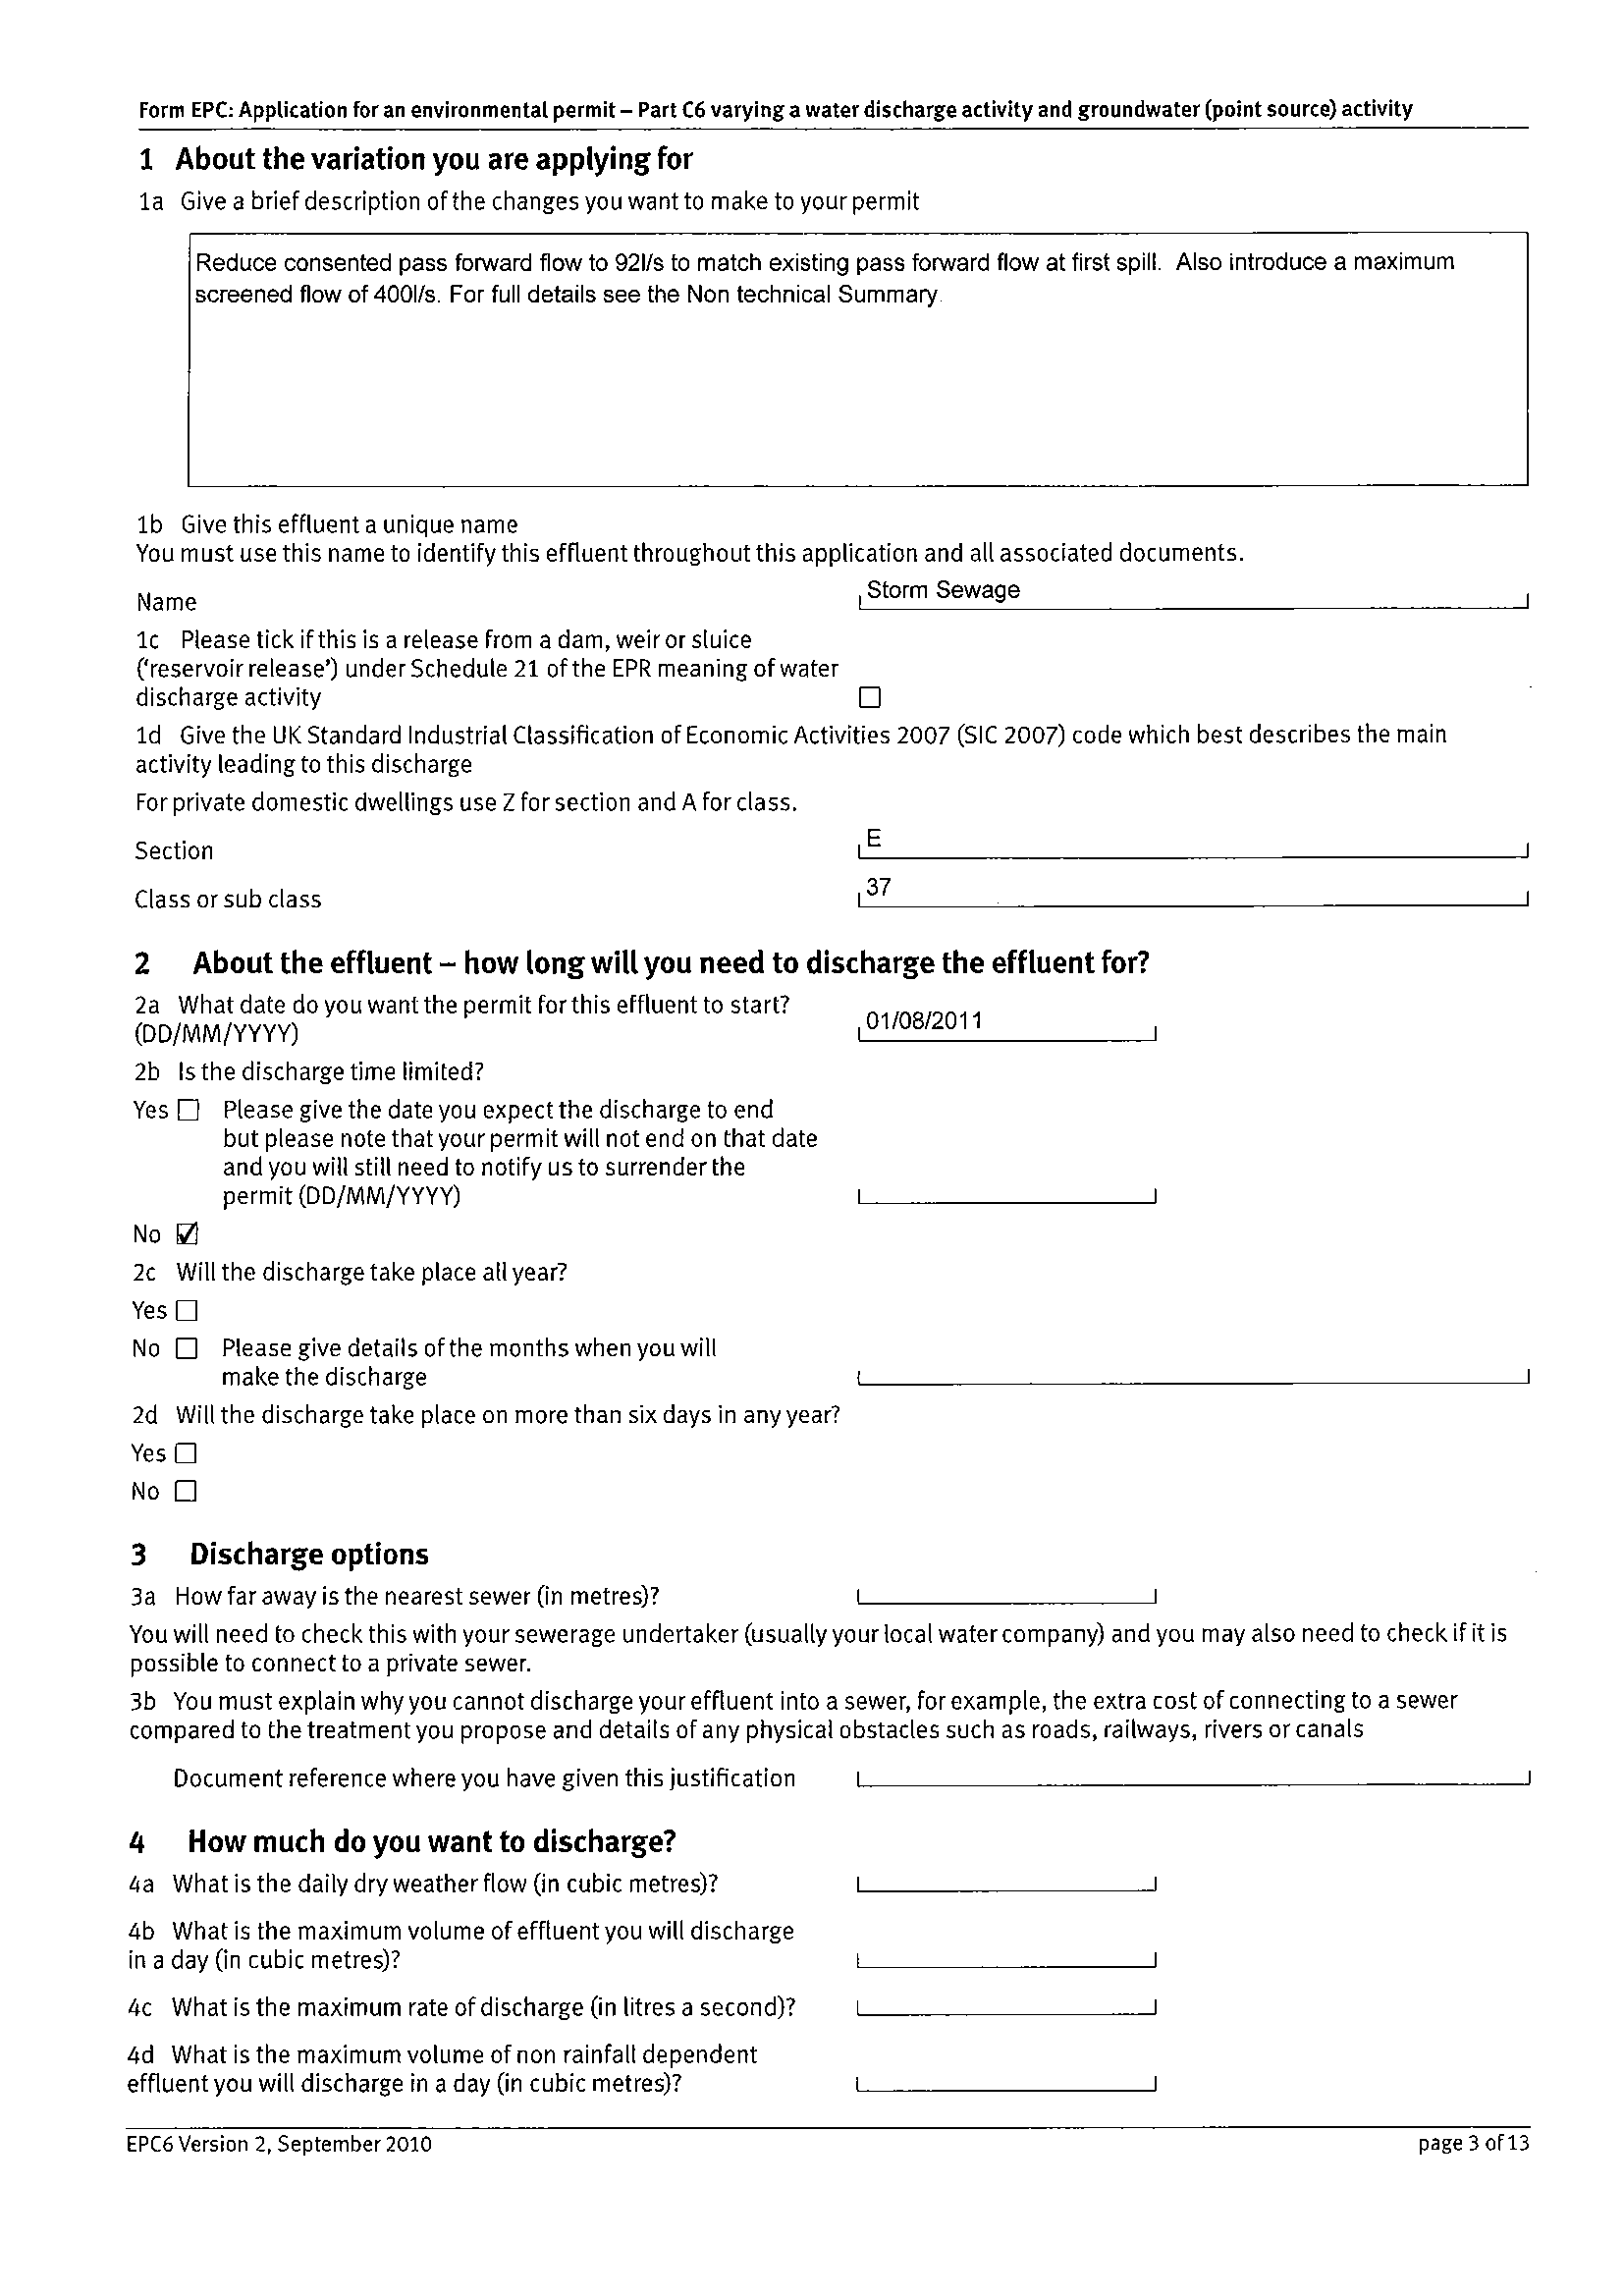 Form EPC: Application for an environmental permit – Part C6 varying a water discharge activity and groundwater (point source) activity
1 About the variation you are applying for
1a Give a brief description of the changes you want to make to your permit
Reduce consented pass forward flow to 92l/s to match existing pass forward flow at first spill. Also introduce a maximum
screened flow of 400l/s. For full details see the Non technical Summary.
1b Give this effluent a unique name
You must use this name to identify this effluent throughout this application and all associated documents.
Name Storm Sewage
1c Please tick if this is a release from a dam, weir or sluice
('reservoir release') under Schedule 21 of the EPR meaning of water
discharge activity ☐
1d Give the UK Standard Industrial Classification of Economic Activities 2007 (SIC 2007) code which best describes the main
activity leading to this discharge
For private domestic dwellings use Z for section and A for class.
Section E
Class or sub class 37
2 About the effluent – how long will you need to discharge the effluent for?
2a What date do you want the permit for this effluent to start?
(DD/MM/YYYY) 01/08/2011
2b Is the discharge time limited?
Yes ☐ Please give the date you expect the discharge to end
but please note that your permit will not end on that date
and you will still need to notify us to surrender the
permit (DD/MM/YYYY)
No ☑
2c Will the discharge take place all year?
Yes ☐
No ☐ Please give details of the months when you will
make the discharge
2d Will the discharge take place on more than six days in any year?
Yes ☐
No ☐
3 Discharge options
3a How far away is the nearest sewer (in metres)?
You will need to check this with your sewerage undertaker (usually your local water company) and you may also need to check if it is
possible to connect to a private sewer.
3b You must explain why you cannot discharge your effluent into a sewer, for example, the extra cost of connecting to a sewer
compared to the treatment you propose and details of any physical obstacles such as roads, railways, rivers or canals
Document reference where you have given this justification
4 How much do you want to discharge?
4a What is the daily dry weather flow (in cubic metres)?
4b What is the maximum volume of effluent you will discharge
in a day (in cubic metres)?
4c What is the maximum rate of discharge (in litres a second)?
4d What is the maximum volume of non rainfall dependent
effluent you will discharge in a day (in cubic metres)?
EPC6 Version 2, September 2010 page 3 of 13